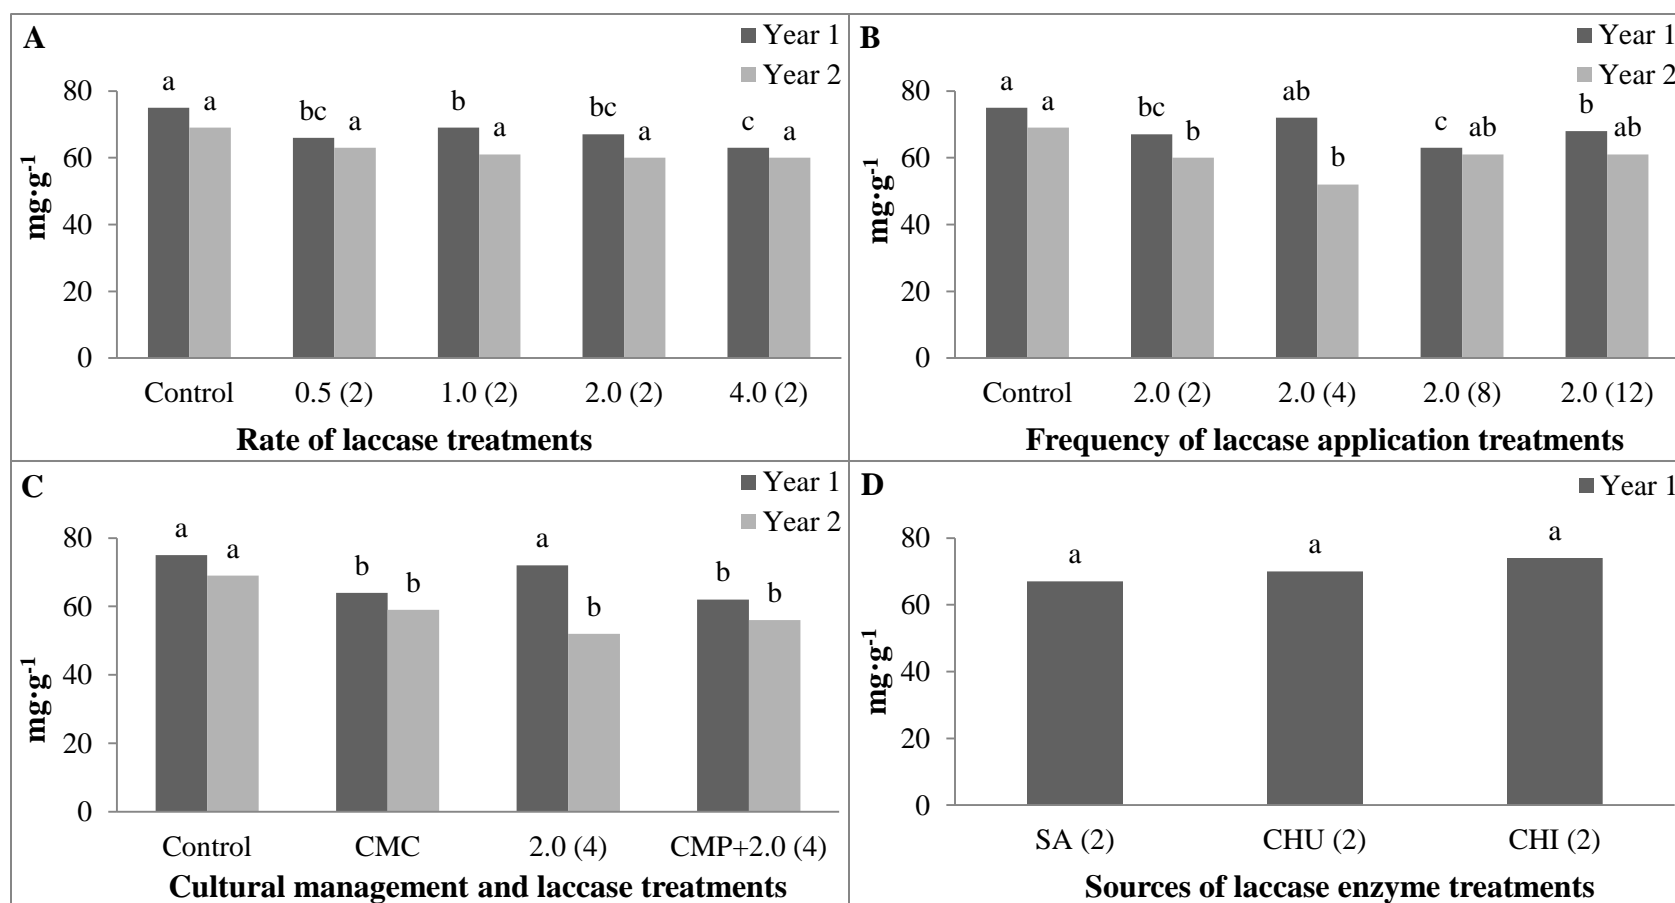 A
Year 1
Year 2
a
a
bc
a
b
a
bc
a
c
a
80
60
40
20
0
mg·g-1
Control 0.5 (2) 1.0 (2) 2.0 (2) 4.0 (2)
Rate of laccase treatments
B
Year 1
Year 2
a
a
bc
b
ab
b
c
ab
b
ab
80
60
40
20
0
mg·g-1
Control 2.0 (2) 2.0 (4) 2.0 (8) 2.0 (12)
Frequency of laccase application treatments
C
Year 1
Year 2
a
a
b
b
a
b
b
b
80
60
40
20
0
mg·g-1
Control CMC 2.0 (4) CMP+2.0 (4)
Cultural management and laccase treatments
D
Year 1
a
a
a
80
60
40
20
0
mg·g-1
SA (2) CHU (2) CHI (2)
Sources of laccase enzyme treatments